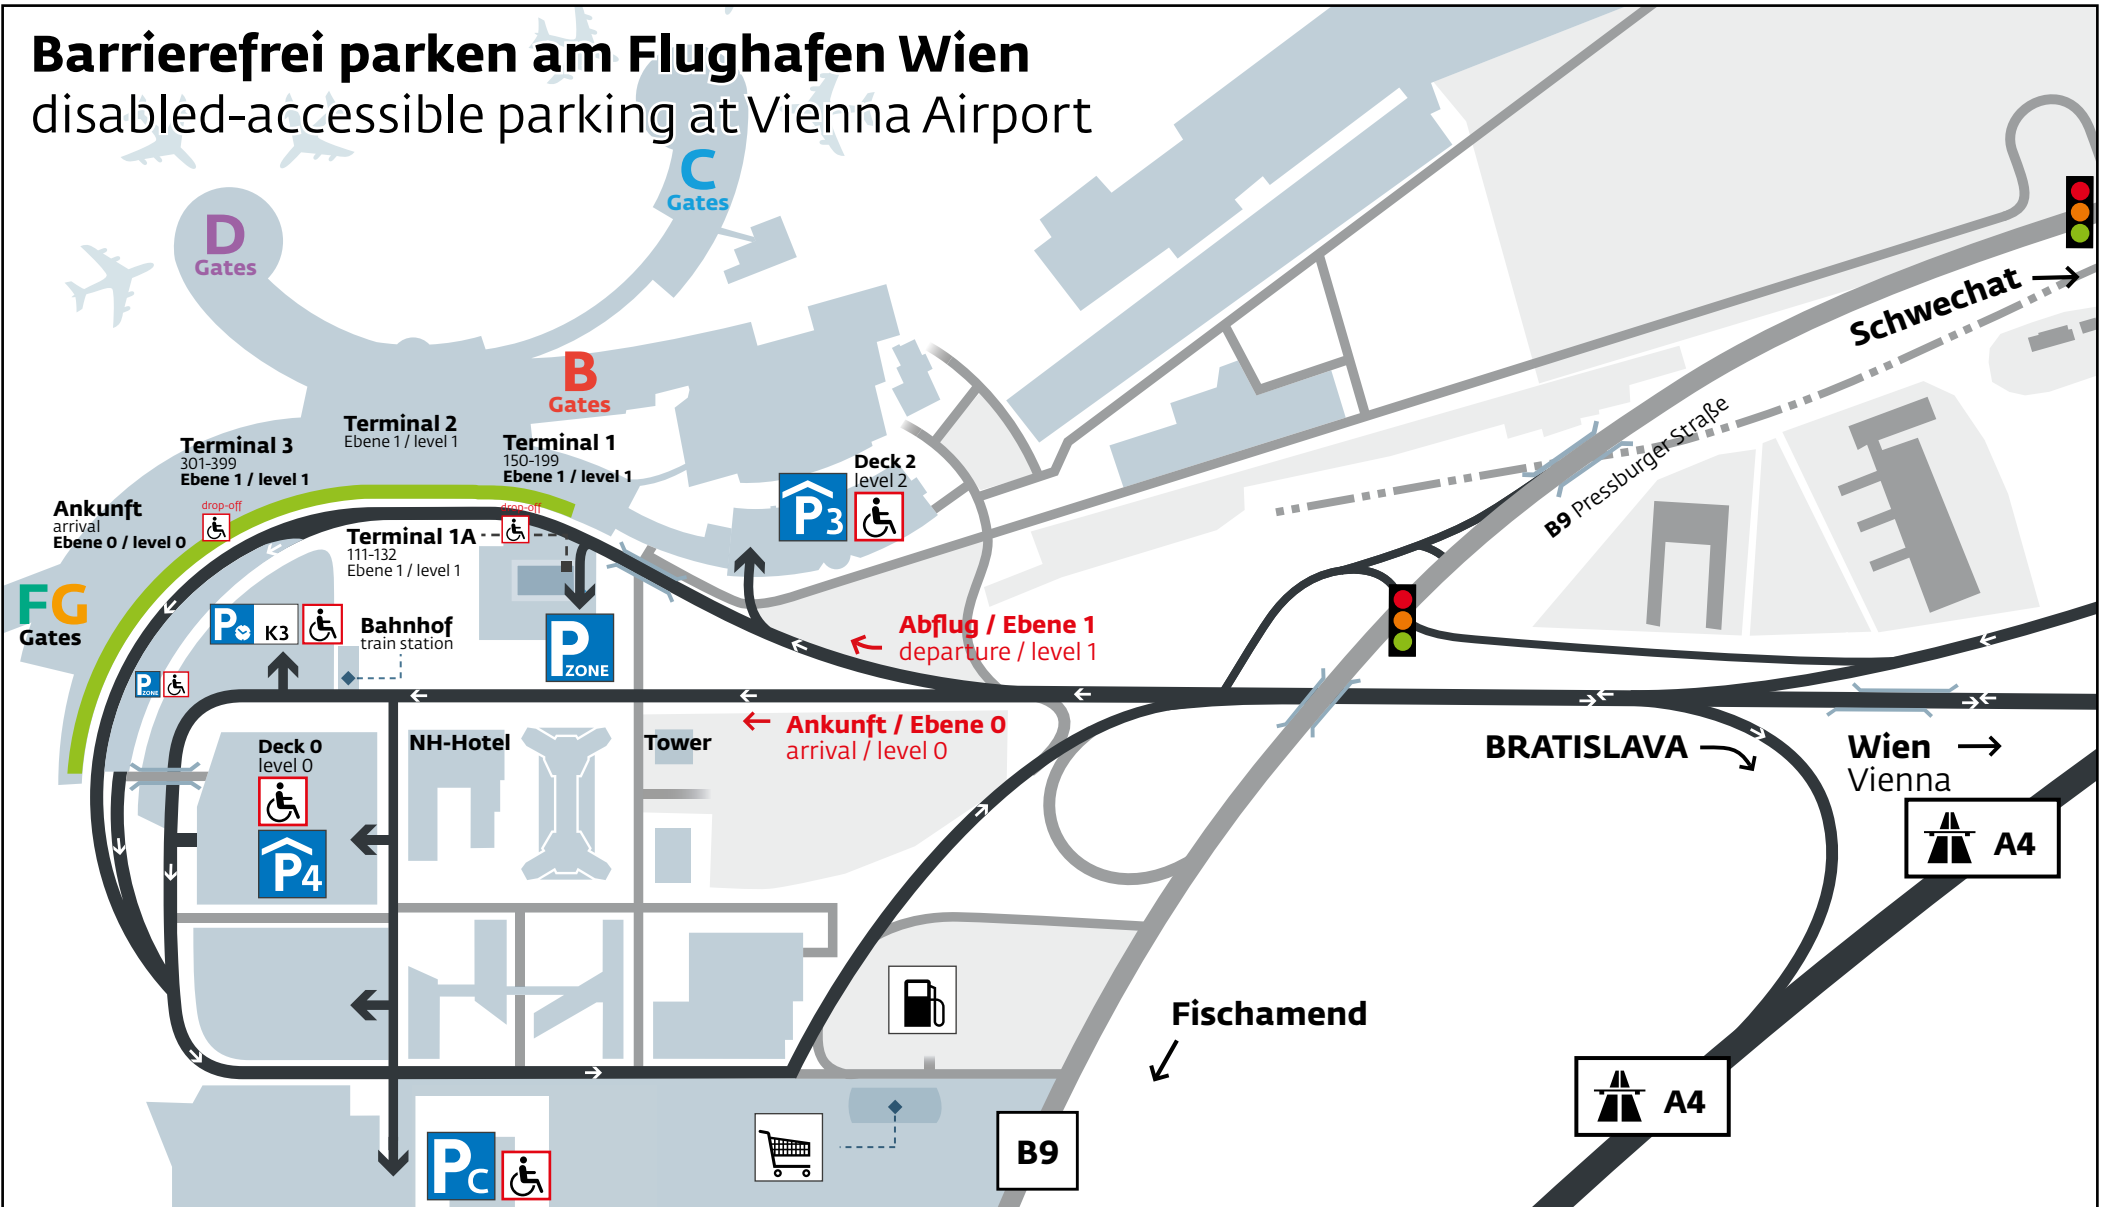 Barrierefrei parken am Flughafen Wien
disabled-accessible parking at Vienna Airport
C
Gates
D
Gates
B
Gates
Schwechat
Terminal 2
Ebene 1 / level 1
Terminal 3
301-399
Ebene 1 / level 1
Terminal 1
150-199
Ebene 1 / level 1
Deck 2
level 2
P3
B9 Pressburger Straße
Ankunft
arrival
Ebene 0 / level 0
drop-off
drop-off
Terminal 1A
111-132
Ebene 1 / level 1
FG
Gates
P
K3
Bahnhof
train station
P
ZONE
P
ZONE
Abflug / Ebene 1
departure / level 1
Ankunft / Ebene 0
arrival / level 0
Deck 0
level 0
P4
NH-Hotel
Tower
BRATISLAVA
Wien
Vienna
A4
Fischamend
A4
B9
PC